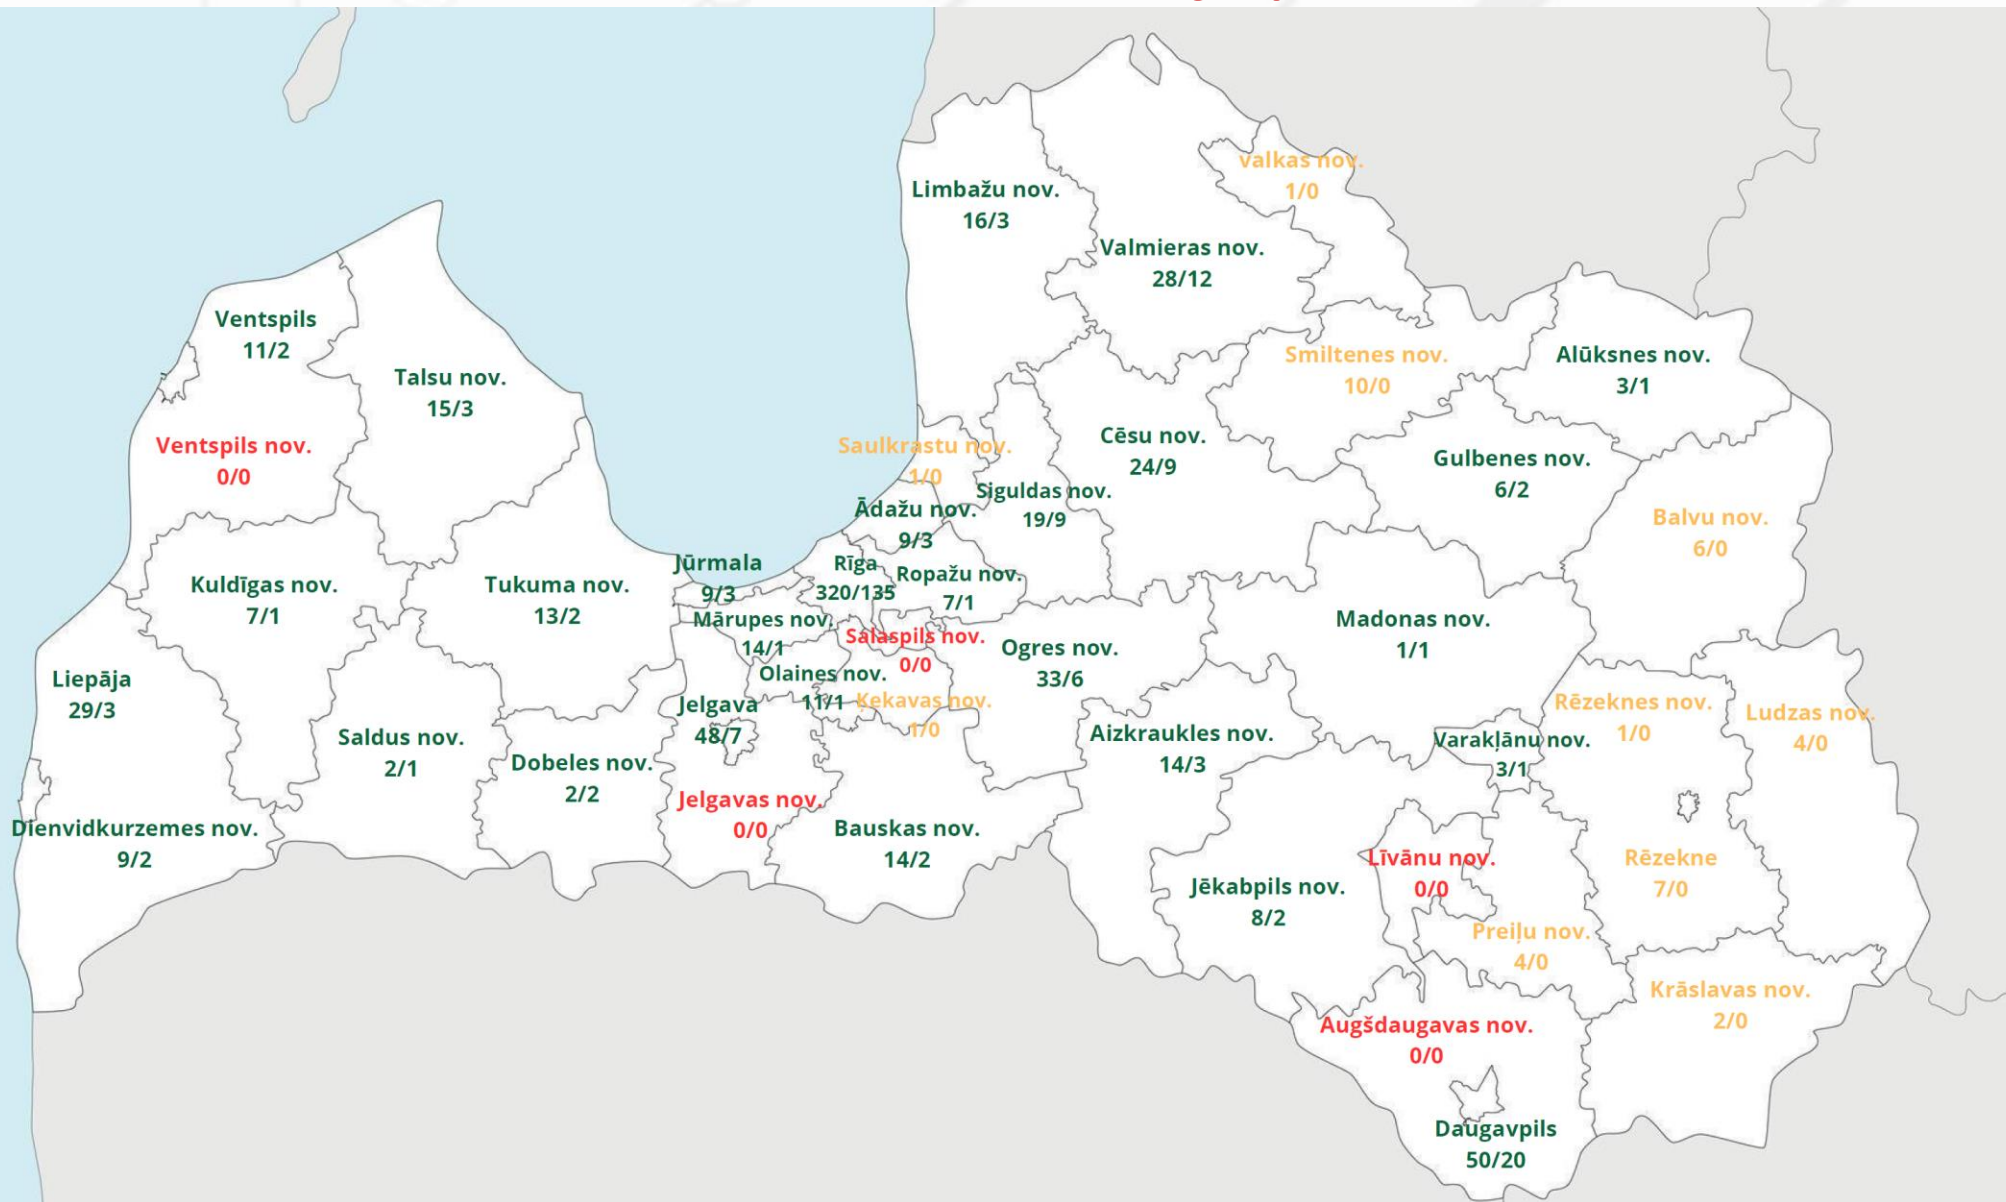 valkas nov.
1/0
Limbažu nov.
16/3
Valmieras nov.
28/12
Ventspils
11/2
Smiltenes nov.
10/0
Alūksnes nov.
3/1
Talsu nov.
15/3
Ventspils nov.
0/0
Saulkrastu nov.
1/0
Cēsu nov.
24/9
Gulbenes nov.
6/2
Siguldas nov.
19/9
Ādažu nov.
9/3
Balvu nov.
6/0
Jūrmala
9/3
Rīga
320/135
Ropažu nov.
7/1
Kuldīgas nov.
7/1
Tukuma nov.
13/2
Mārupes nov.
14/1
Salaspils nov.
0/0
Ogres nov.
33/6
Madonas nov.
1/1
Liepāja
29/3
Olaines nov.
11/1
Ķekavas nov.
1/0
Jelgava
48/7
Rēzeknes nov.
1/0
Ludzas nov.
4/0
Saldus nov.
2/1
Dobeles nov.
2/2
Aizkraukles nov.
14/3
Varakļānu nov.
3/1
Jelgavas nov.
0/0
Dienvidkurzemes nov.
9/2
Bauskas nov.
14/2
Līvānu nov.
0/0
Rēzekne
7/0
Jēkabpils nov.
8/2
Preiļu nov.
4/0
Krāslavas nov.
2/0
Augšdaugavas nov.
0/0
Daugavpils
50/20